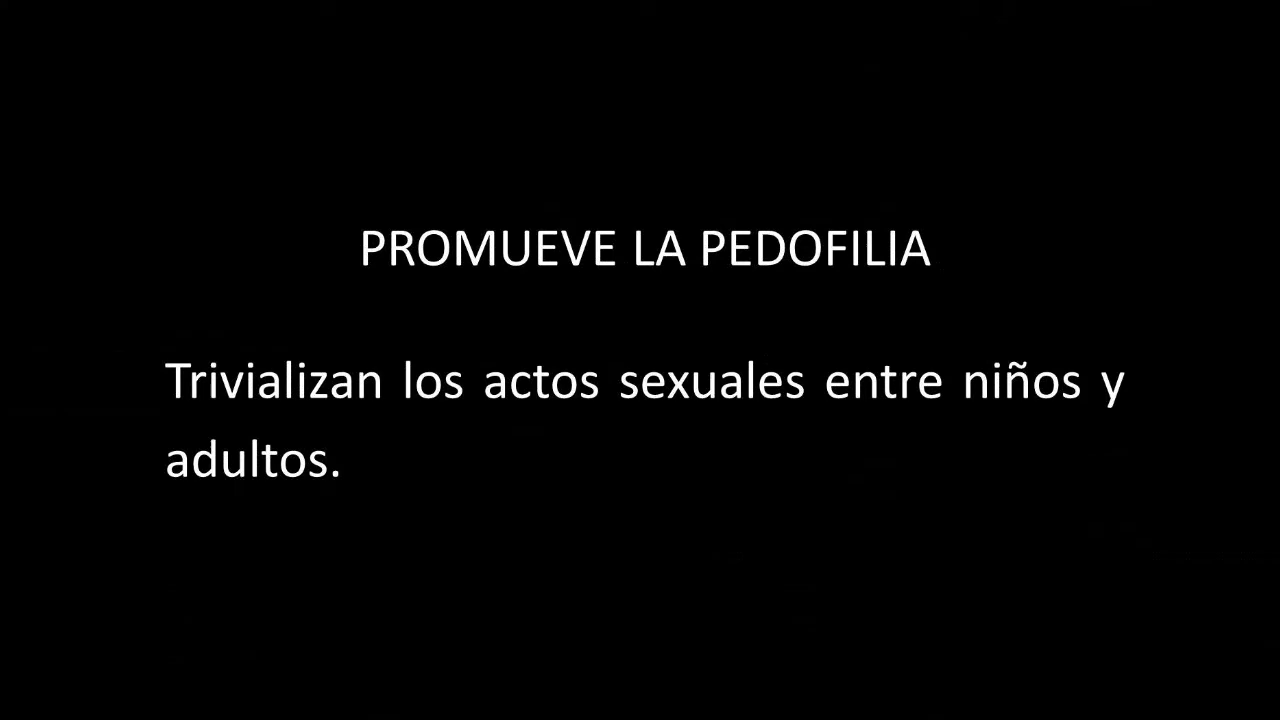 PROMUEVE LA PEDOFILIA
Trivializan los actos sexuales entre niños y
adultos.